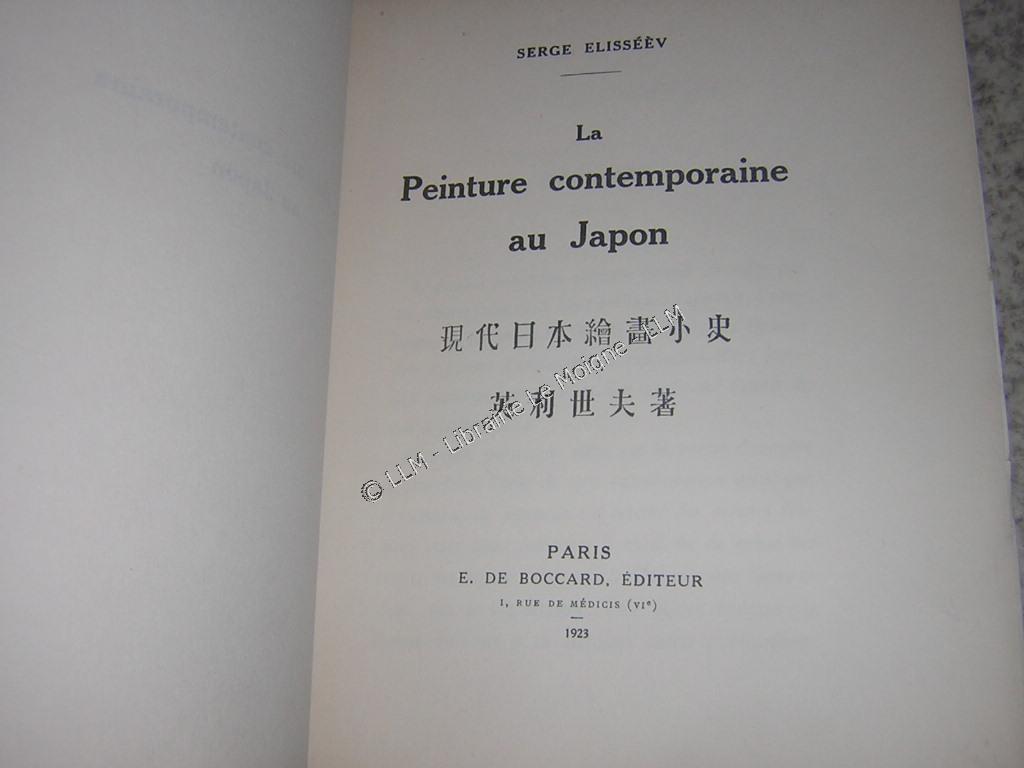 SERGE ELISSÉÈV
La
Peinture contemporaine
au Japon
現代日本繪畫小史
英利世夫著
© LLM - Librairie Le Moigne - LLM
PARIS
E. DE BOCCARD, ÉDITEUR
1, RUE DE MÉDICIS (VIe)
1923